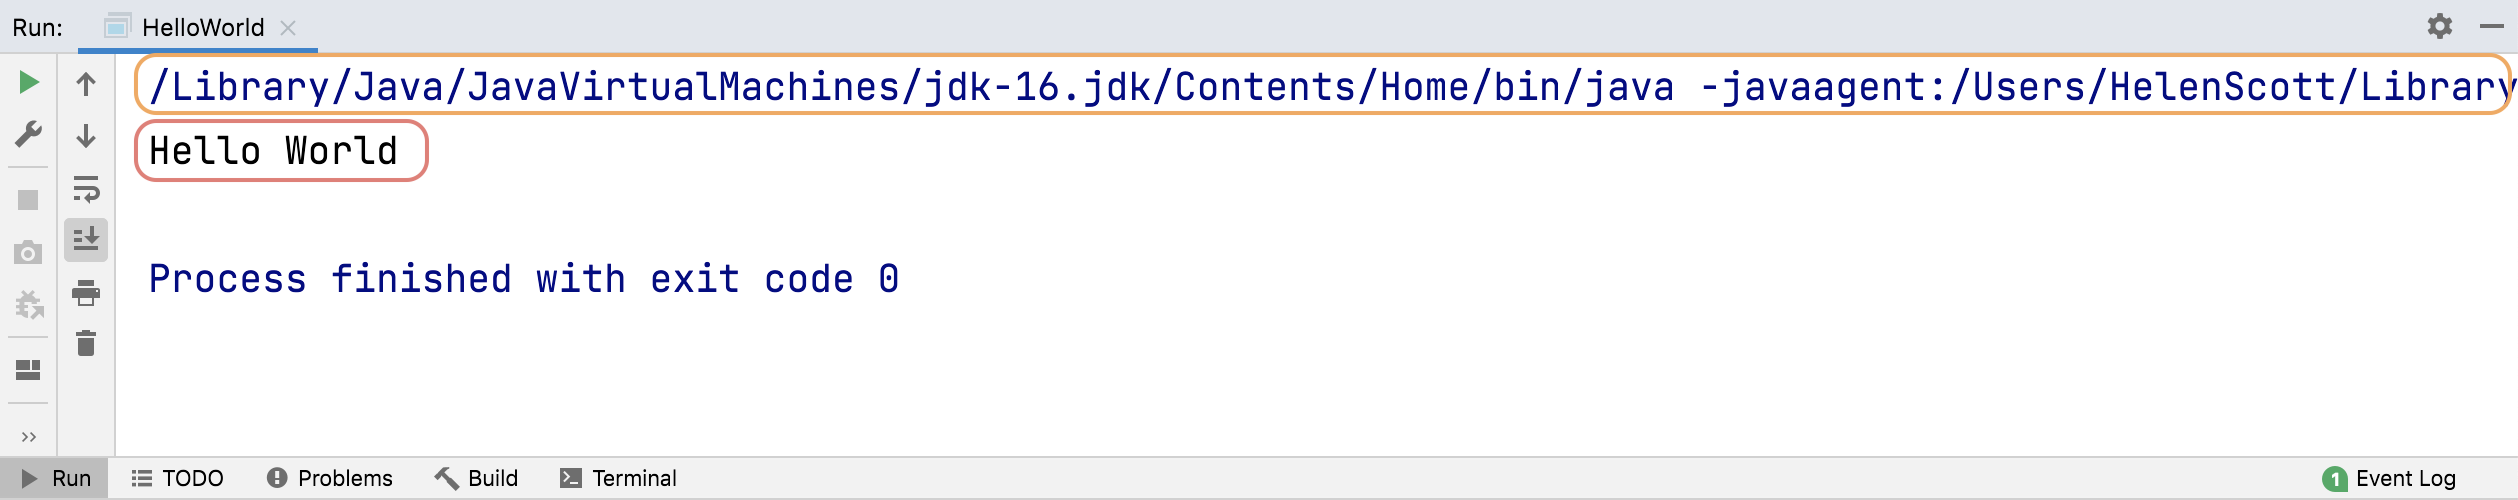 Run: HelloWorld
/Library/Java/JavaVirtualMachines/jdk-16.jdk/Contents/Home/bin/java -javaagent:/Users/HelenScott/Library
Hello World
Process finished with exit code 0
Run TODO Problems Build Terminal 1 Event Log